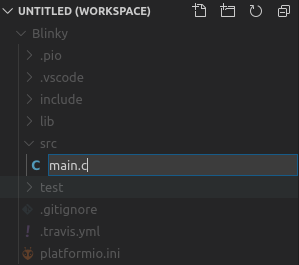 UNTITLED (WORKSPACE)
Blinky
.pio
.vscode
include
lib
src
C main.c
test
.gitignore
! .travis.yml
platformio.ini